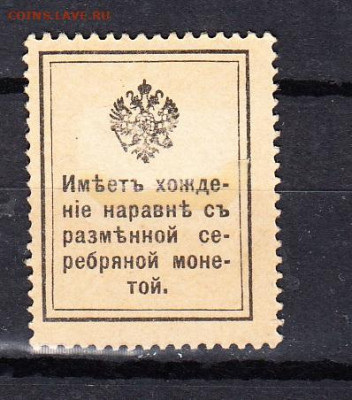 COINS.LAVE.RU
Имѣетъ хожде-
ніе наравнѣ съ
размѣнной се-
ребряной моне-
той.